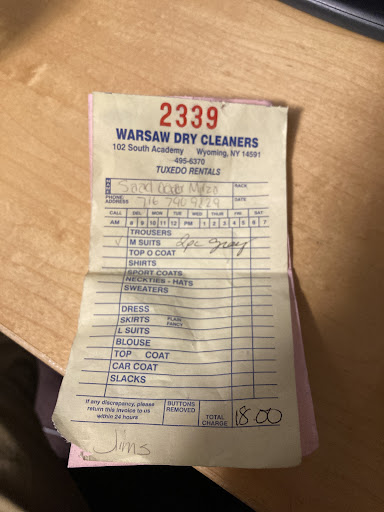 2339
WARSAW DRY CLEANERS
102 South Academy Wyoming, NY 14591
495-6370
TUXEDO RENTALS
NAME Saad RACK
PHONE 716 790 9229 DATE
ADDRESS
CALL DEL MON TUE WED THUR FRI SAT
AM 8 9 10 11 12 PM 1 2 3 4 5 6 7
TROUSERS
✓ M SUITS 2pc gray
TOP O COAT
SHIRTS
SPORT COATS
NECKTIES - HATS
SWEATERS
DRESS
SKIRTS PLAIN FANCY
L SUITS
BLOUSE
TOP COAT
CAR COAT
SLACKS
If any discrepancy, please
return this invoice to us
within 24 hours
BUTTONS
REMOVED
TOTAL
CHARGE 18.00
Jims